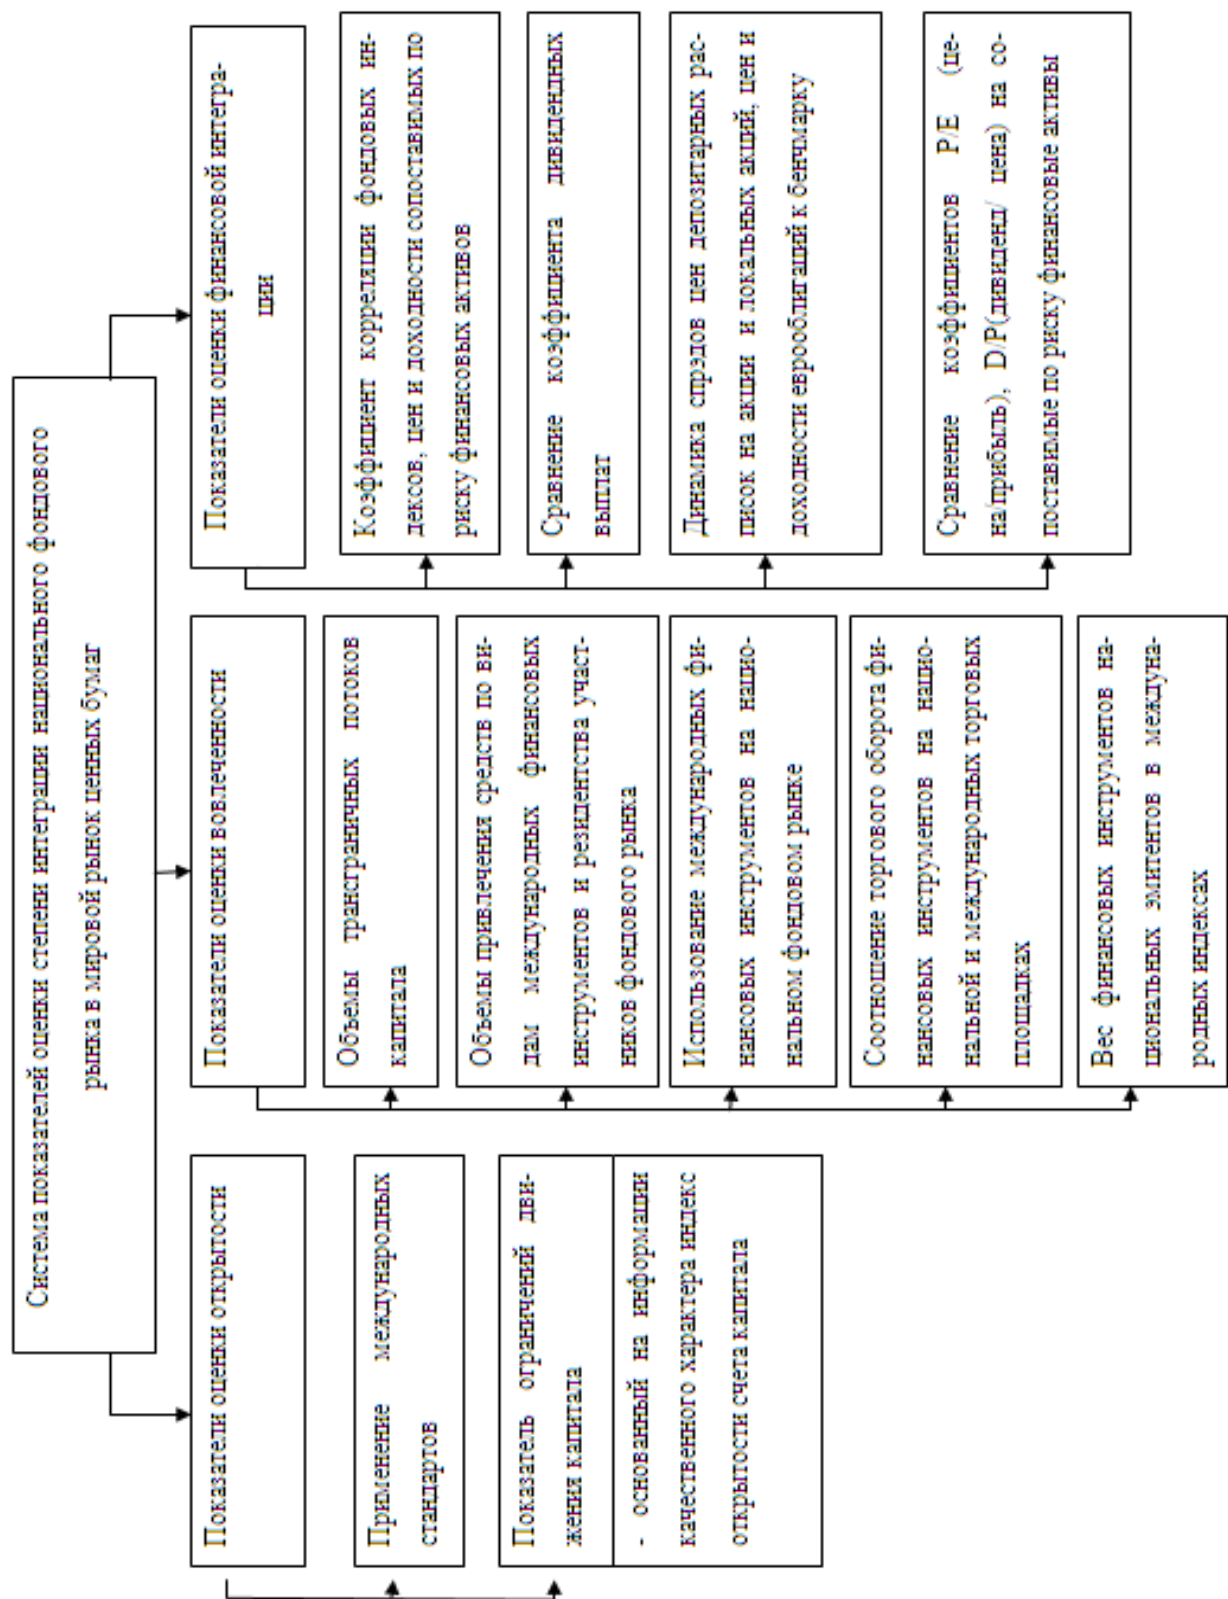 Система показателей оценки степени интеграции национального фондового
рынка в мировой рынок ценных бумаг
Показатели оценки открытости
Применение международных
стандартов
Показатель ограничений дви-
жения капитала
- основанный на информации
качественного характера индекс
открытости счета капитала
Показатели оценки вовлеченности
Объемы трансграничных потоков
капитала
Объемы привлечения средств по ви-
дам международных финансовых
инструментов и резидентства участ-
ников фондового рынка
Использование международных фи-
нансовых инструментов на нацио-
нальном фондовом рынке
Соотношение торгового оборота фи-
нансовых инструментов на нацио-
нальной и международных торговых
площадках
Вес финансовых инструментов на-
циональных эмитентов в междуна-
родных индексах
Показатели оценки финансовой интегра-
ции
Коэффициент корреляции фондовых ин-
дексов, цен и доходности сопоставимых по
риску финансовых активов
Сравнение коэффициента дивидендных
выплат
Динамика спрэдов цен депозитарных рас-
писок на акции и локальных акций, цен и
доходности еврооблигаций к бенчмарку
Сравнение коэффициентов P/E (це-
на/прибыль), D/P(дивиденд/ цена) на со-
поставимые по риску финансовые активы